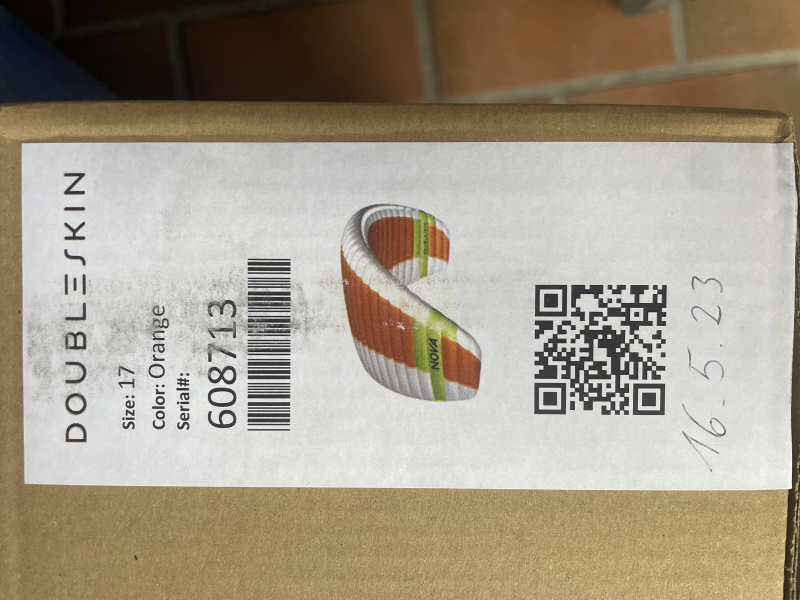 DOUBLESKIN
Size: 17
Color: Orange
Serial#:
608713
NOVA
16.5.23